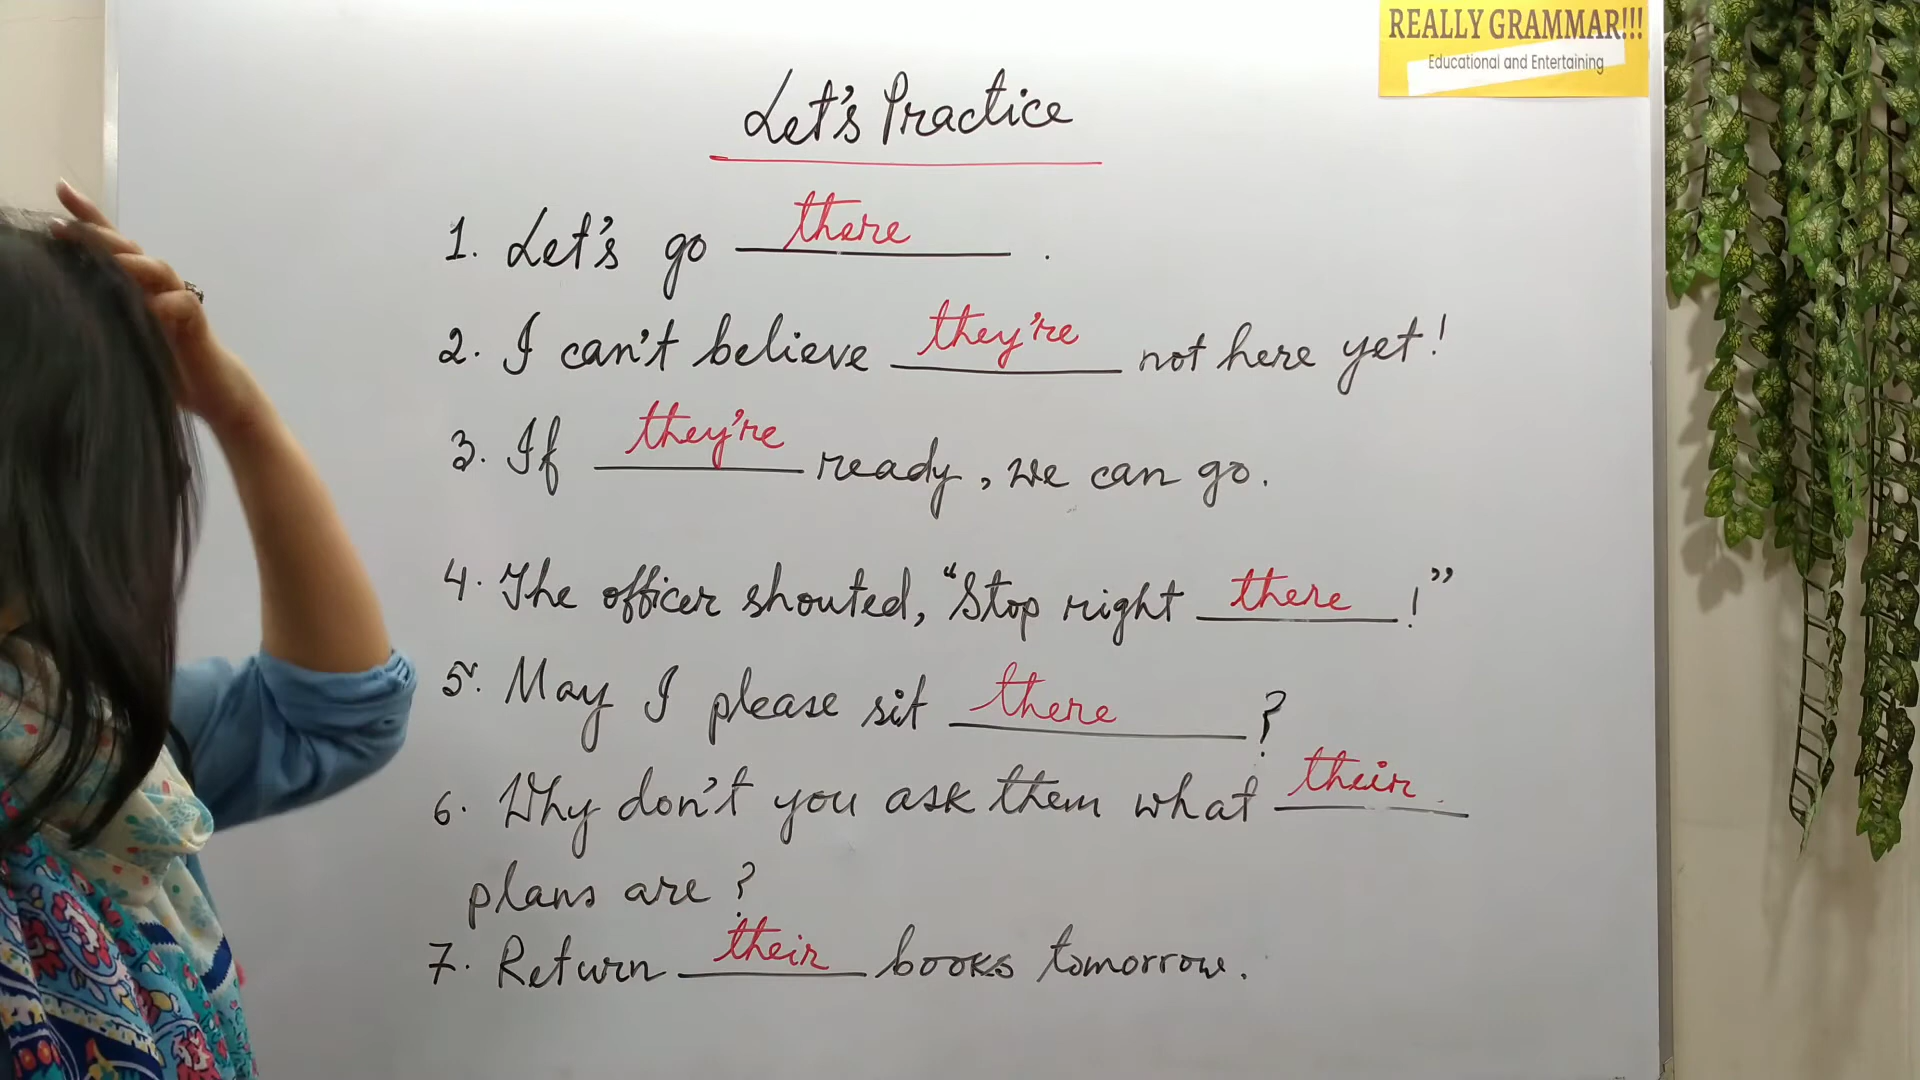 REALLY GRAMMAR!!!
Educational and Entertaining
Let's Practice
1. Let's go there .
2. I can't believe they're not here yet!
3. If they're ready, we can go.
4. The officer shouted, “Stop right there !”
5. May I please sit there ?
6. Why don't you ask them what their
plans are ?
7. Return their books tomorrow.